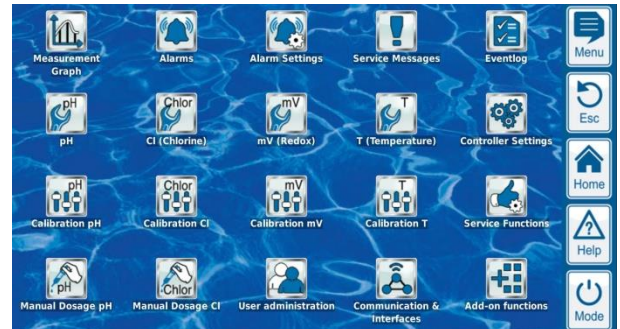 Measurement
Graph
Alarms
Alarm Settings
Service Messages
Eventlog
Menu
pH
pH
Chlor
Cl (Chlorine)
mV
mV (Redox)
T
T (Temperature)
Controller Settings
Esc
Home
pH
Calibration pH
Chlor
Calibration Cl
mV
Calibration mV
T
Calibration T
Service Functions
?
Help
pH
Manual Dosage pH
Chlor
Manual Dosage Cl
User administration
Communication &
Interfaces
Add-on functions
Mode